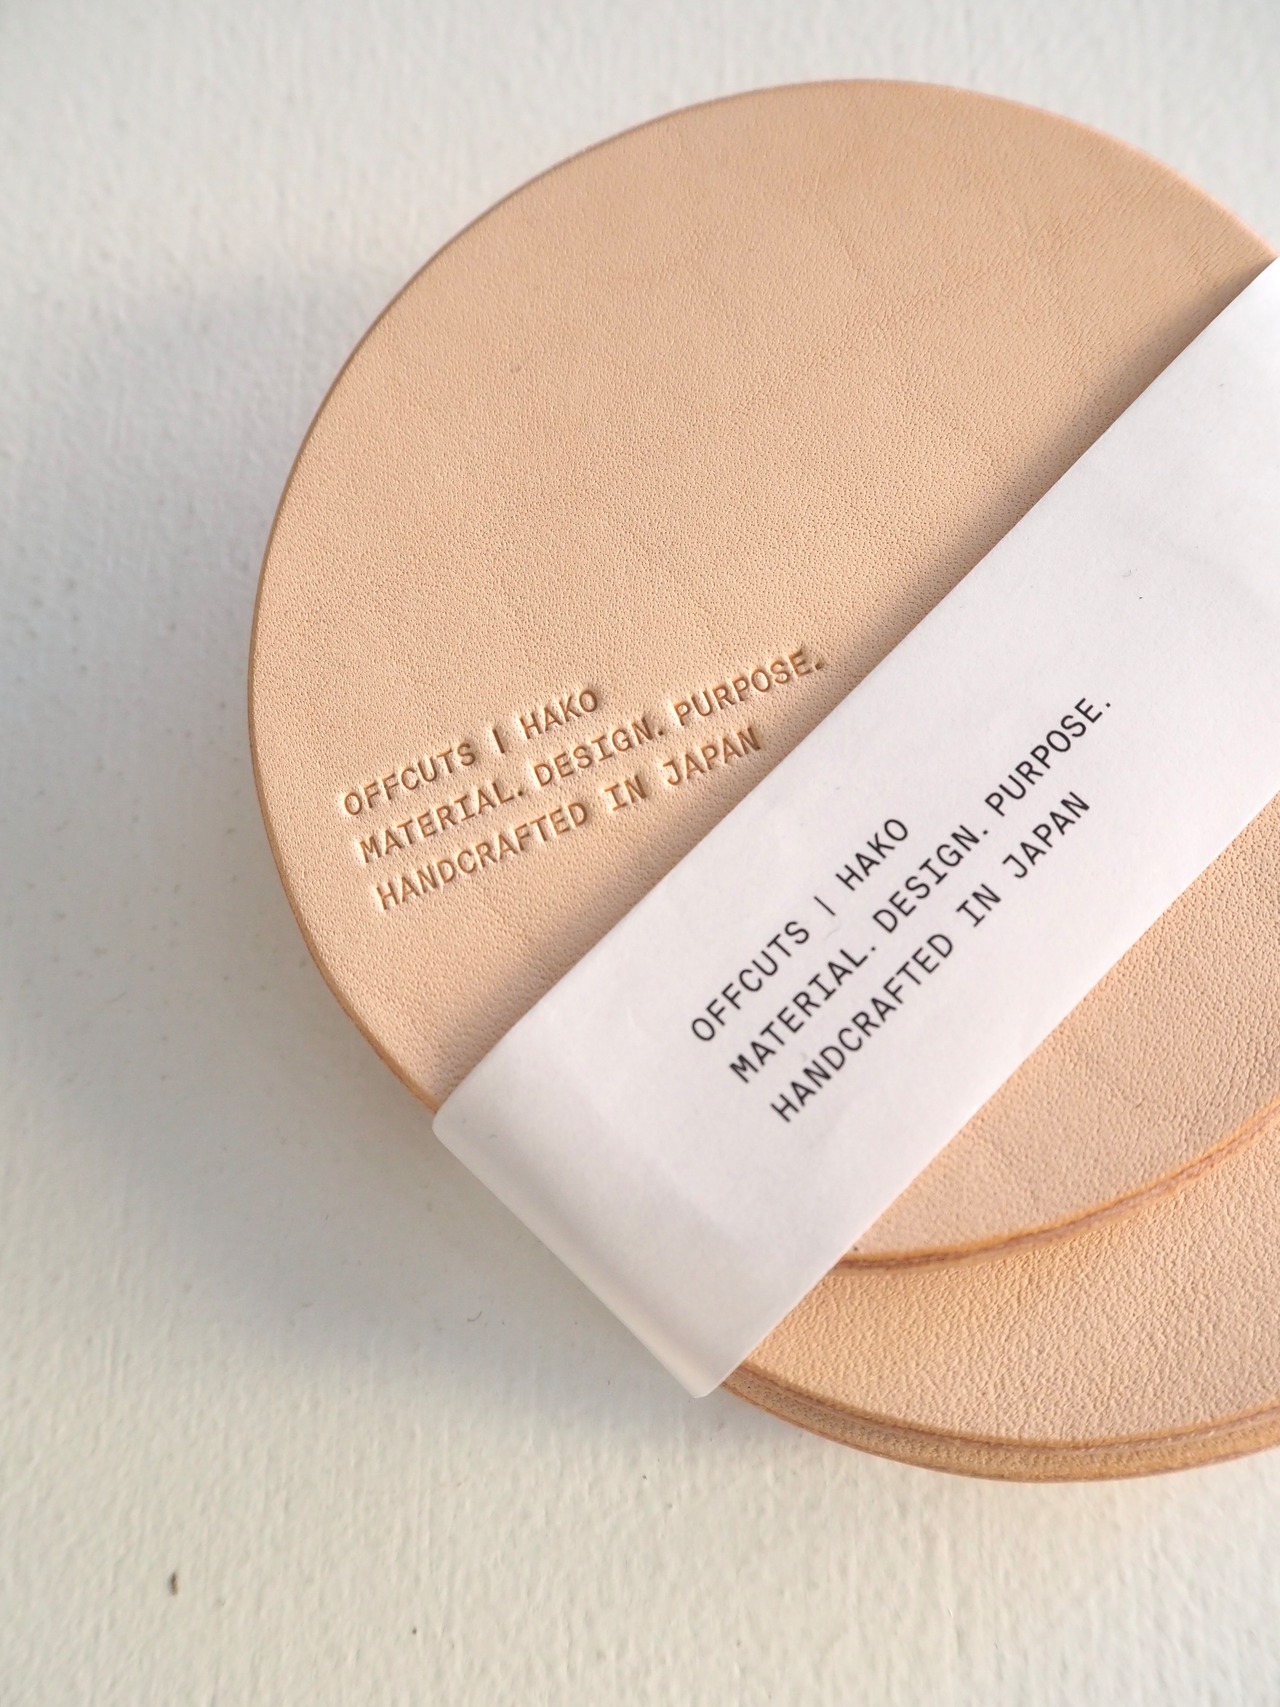 OFFCUTS | HAKO
MATERIAL. DESIGN. PURPOSE.
HANDCRAFTED IN JAPAN
OFFCUTS | HAKO
MATERIAL. DESIGN. PURPOSE.
HANDCRAFTED IN JAPAN